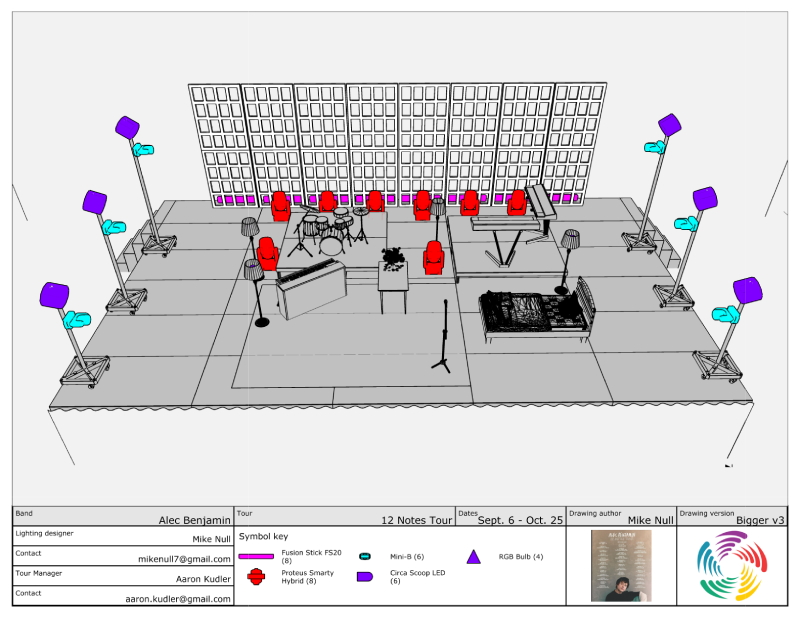 Band
Alec Benjamin
Tour
12 Notes Tour
Dates
Sept. 6 - Oct. 25
Drawing author
Mike Null
Drawing version
Bigger v3
Lighting designer
Mike Null
Contact
mikenull7@gmail.com
Tour Manager
Aaron Kudler
Contact
aaron.kudler@gmail.com
Symbol key
Fusion Stick FS20
(8)
Mini-B (6)
RGB Bulb (4)
Proteus Smarty
Hybrid (8)
Circa Scoop LED
(6)